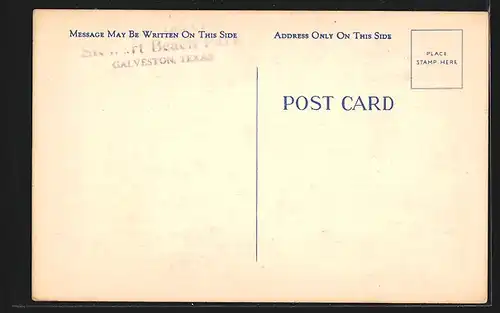 Message May Be Written On This Side
Address Only On This Side
Beach
GALVESTON, TEXAS
PLACE
STAMP HERE
POST CARD